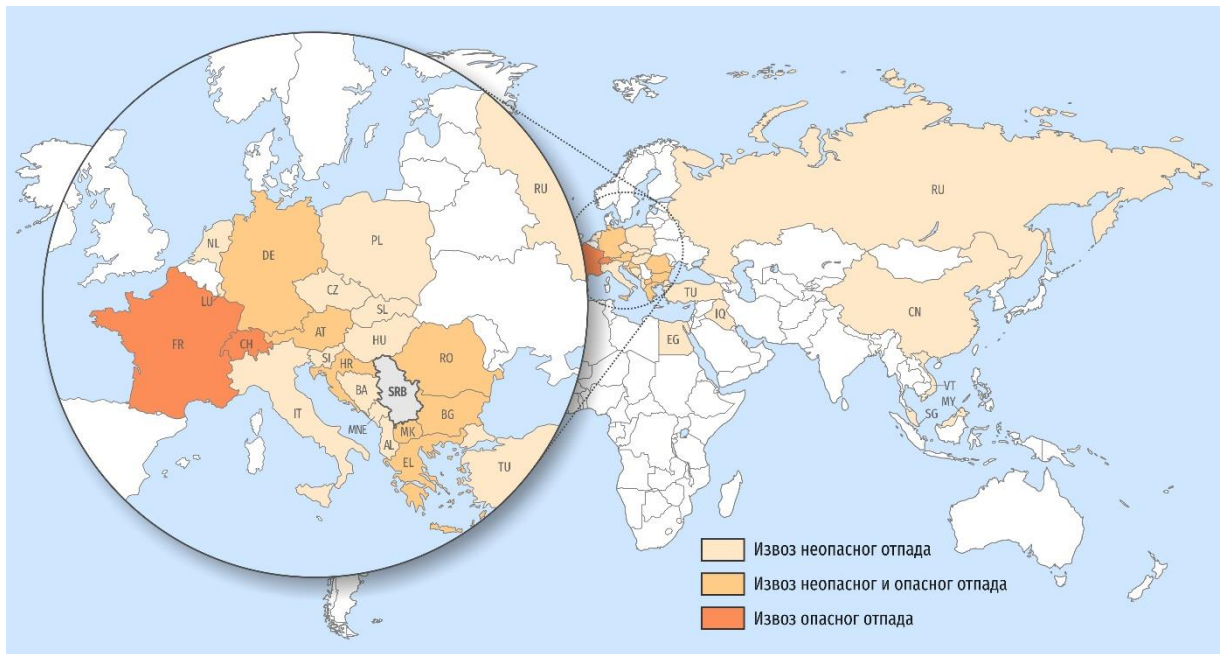 RU
NL
PL
DE
RU
LU
CZ
SL
FR
CH
AT
HU
RO
SI
HR
BA
SRB
IT
BG
MNE
MK
AL
EL
TU
TU
IQ
EG
CN
VT
MY
SG
Извоз неопасног отпада
Извоз неопасног и опасног отпада
Извоз опасног отпада